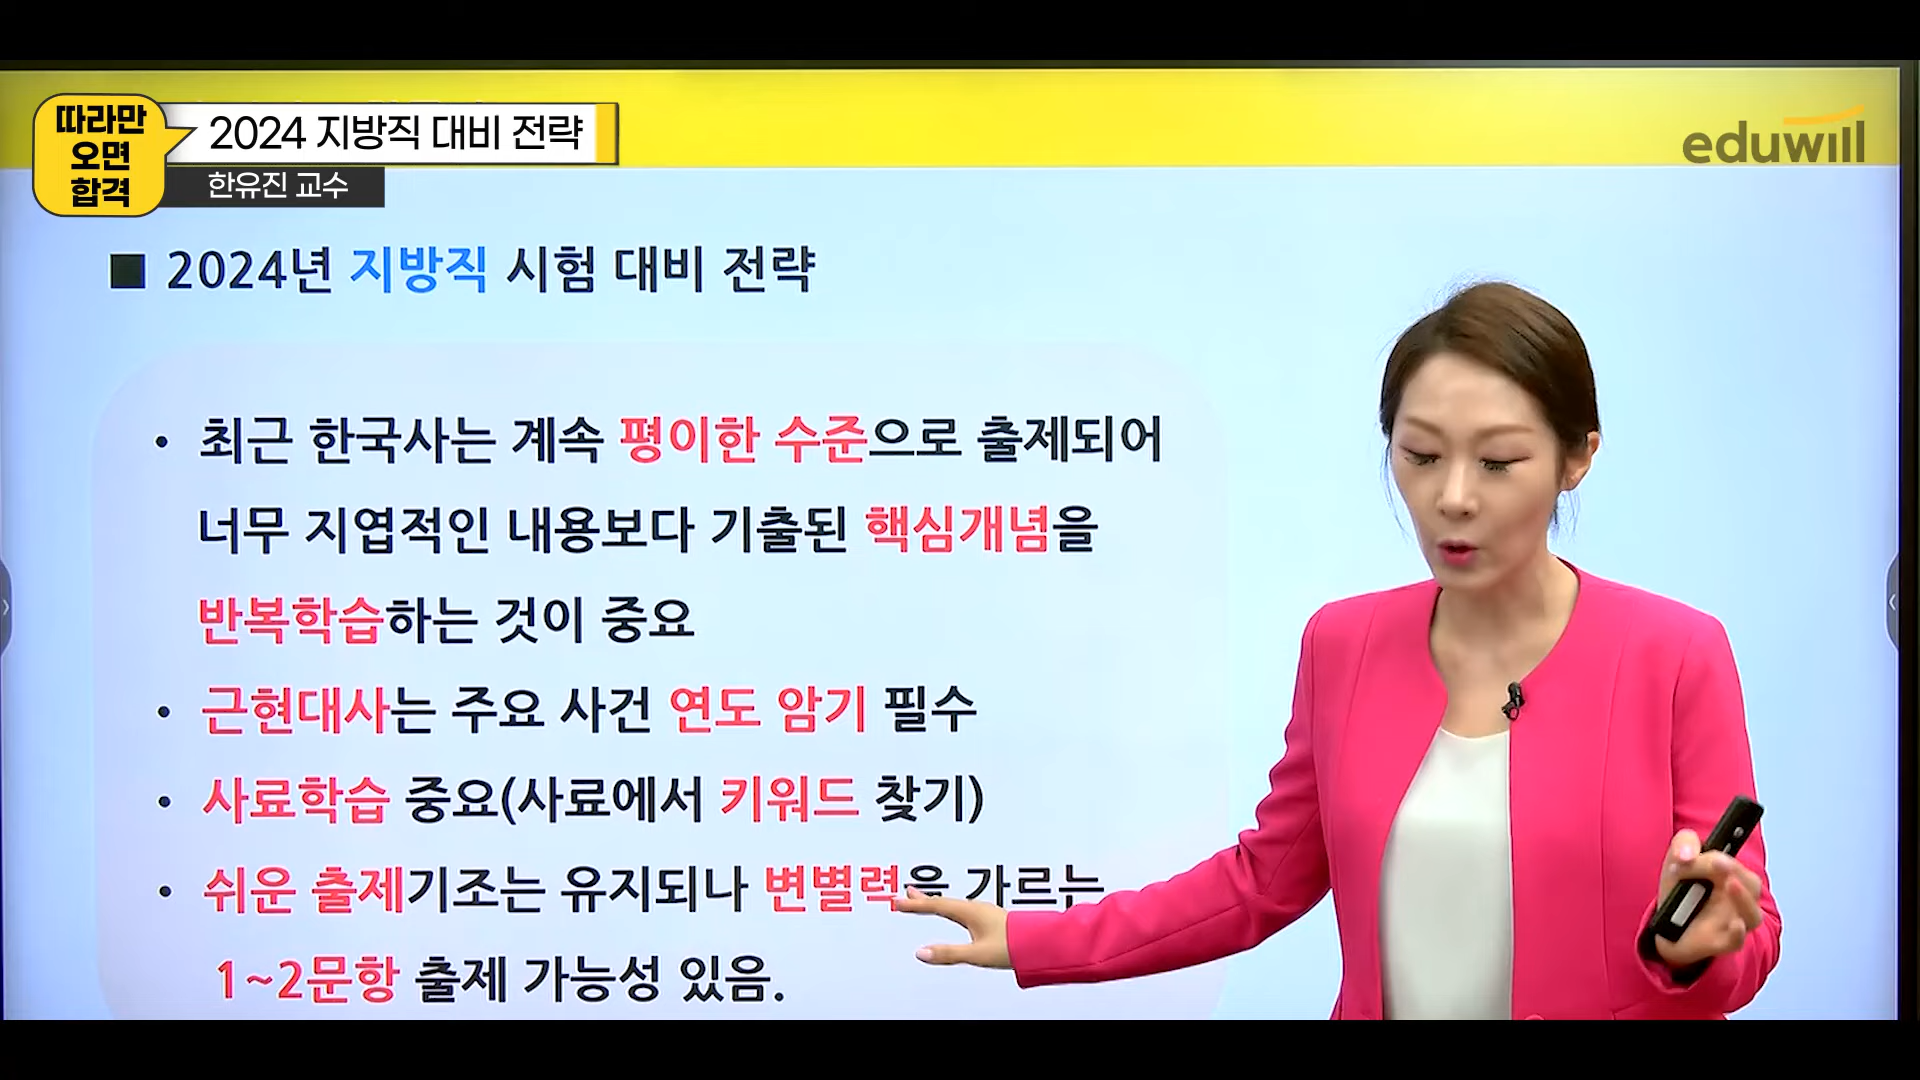 따라만
오면
합격
2024 지방직 대비 전략
한유진 교수
eduwill
■ 2024년 지방직 시험 대비 전략
• 최근 한국사는 계속 평이한 수준으로 출제되어
너무 지엽적인 내용보다 기출된 핵심개념을
반복학습하는 것이 중요
• 근현대사는 주요 사건 연도 암기 필수
• 사료학습 중요(사료에서 키워드 찾기)
• 쉬운 출제기조는 유지되나 변별력을 가르는
1~2문항 출제 가능성 있음.